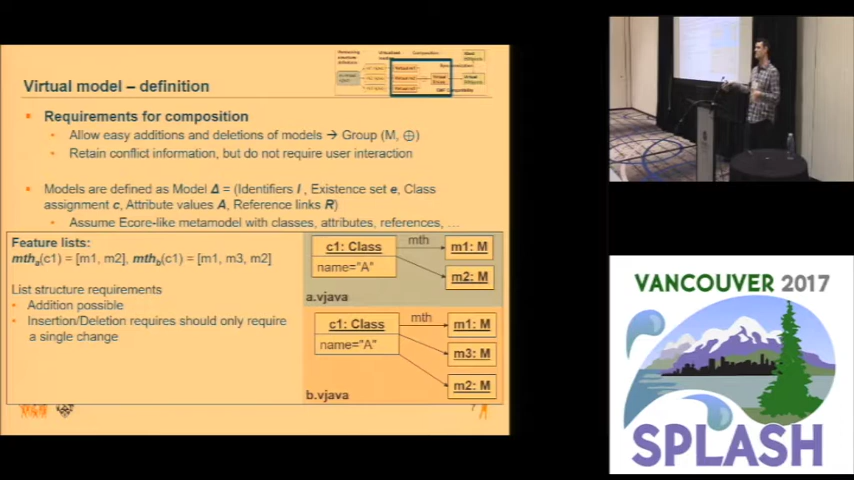 Virtual model – definition
Requirements for composition
Allow easy additions and deletions of models → Group (M, ⊕)
Retain conflict information, but do not require user interaction
Models are defined as Model Δ = (Identifiers I , Existence set e, Class
assignment c, Attribute values A, Reference links R)
Assume Ecore-like metamodel with classes, attributes, references, …
Feature lists:
mth_a(c1) = [m1, m2], mth_b(c1) = [m1, m3, m2]
List structure requirements
Addition possible
Insertion/Deletion requires should only require
a single change
c1: Class
name="A"
mth
m1: M
m2: M
a.vjava
c1: Class
name="A"
mth
m1: M
m3: M
m2: M
b.vjava
VANCOUVER 2017
SPLASH